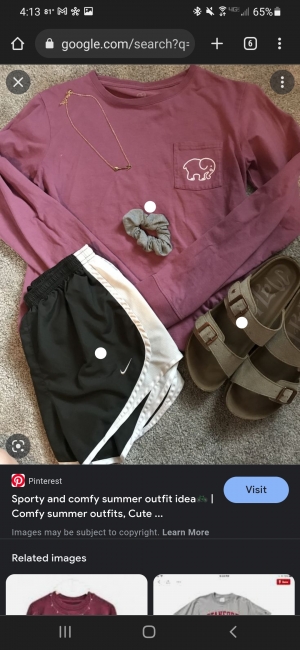 4:13 81°
65%
google.com/search?q=
6
Pinterest
Sporty and comfy summer outfit idea🚗 |
Comfy summer outfits, Cute ...
Visit
Images may be subject to copyright. Learn More
Related images